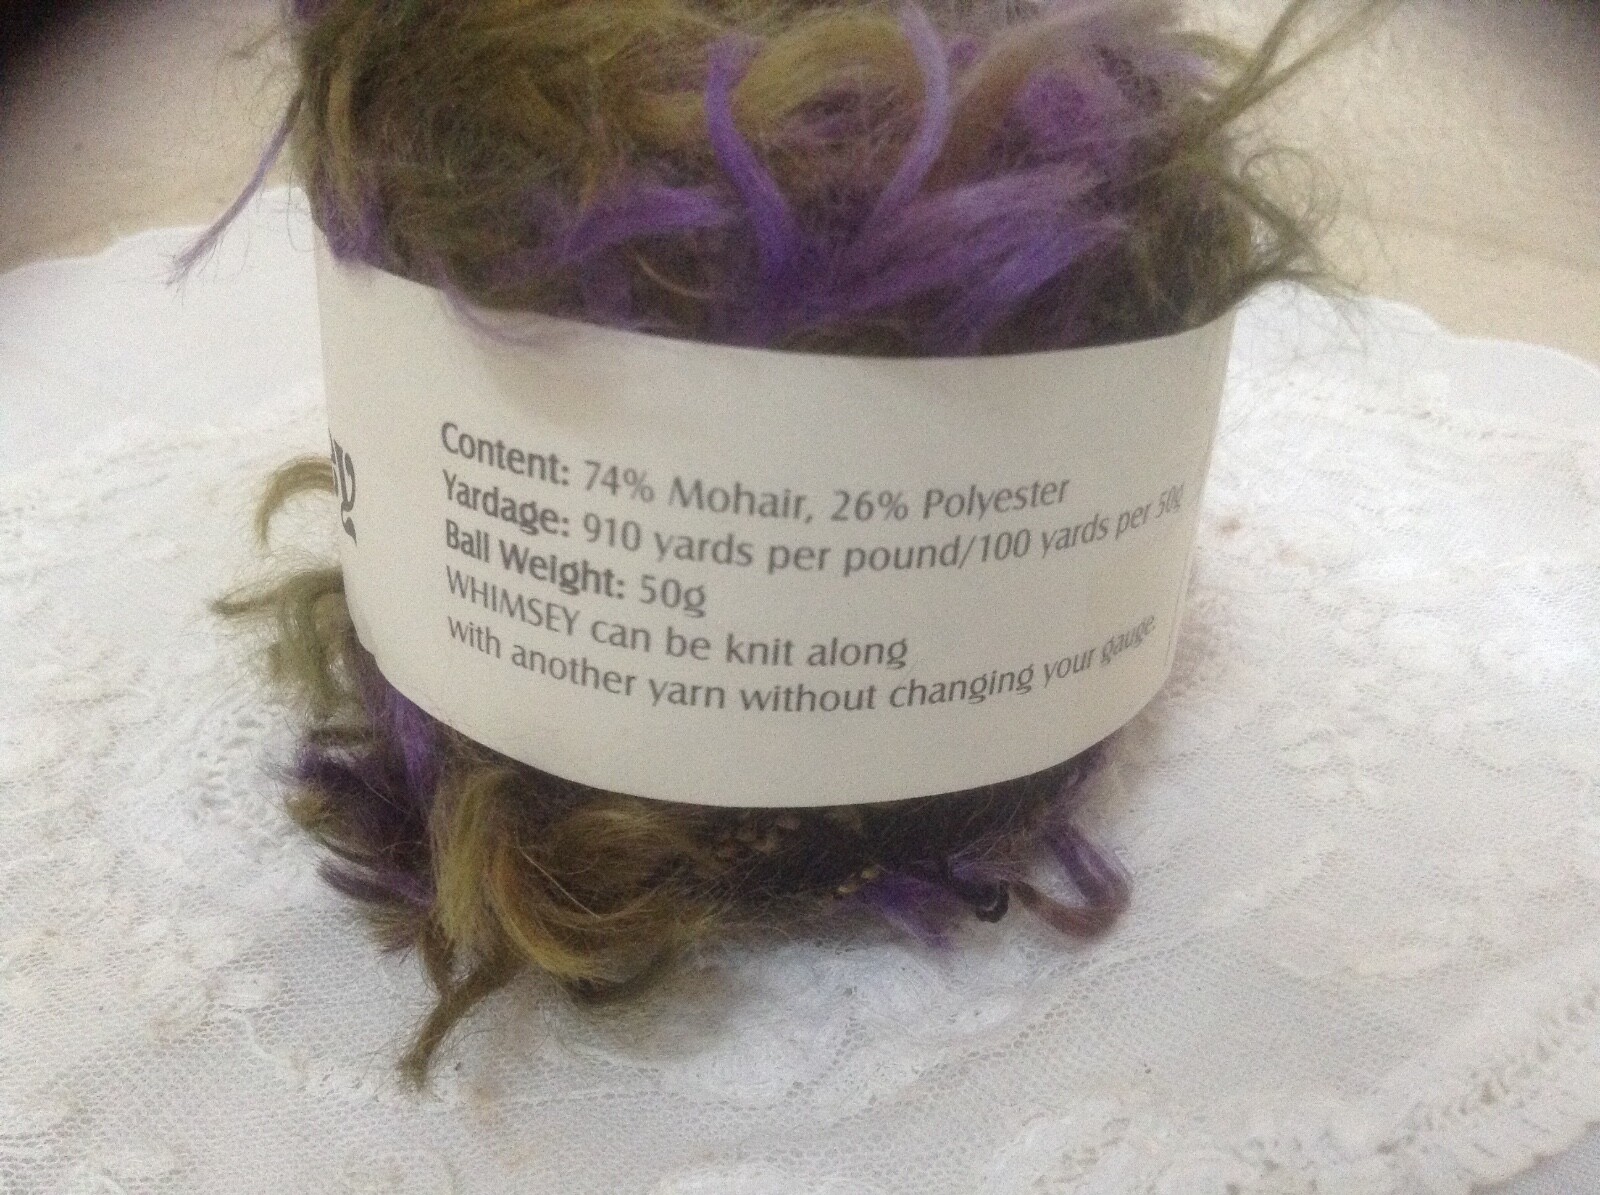 Content: 74% Mohair, 26% Polyester
Yardage: 910 yards per pound/100 yards per 50g
Ball Weight: 50g
WHIMSEY can be knit along
with another yarn without changing your gauge.